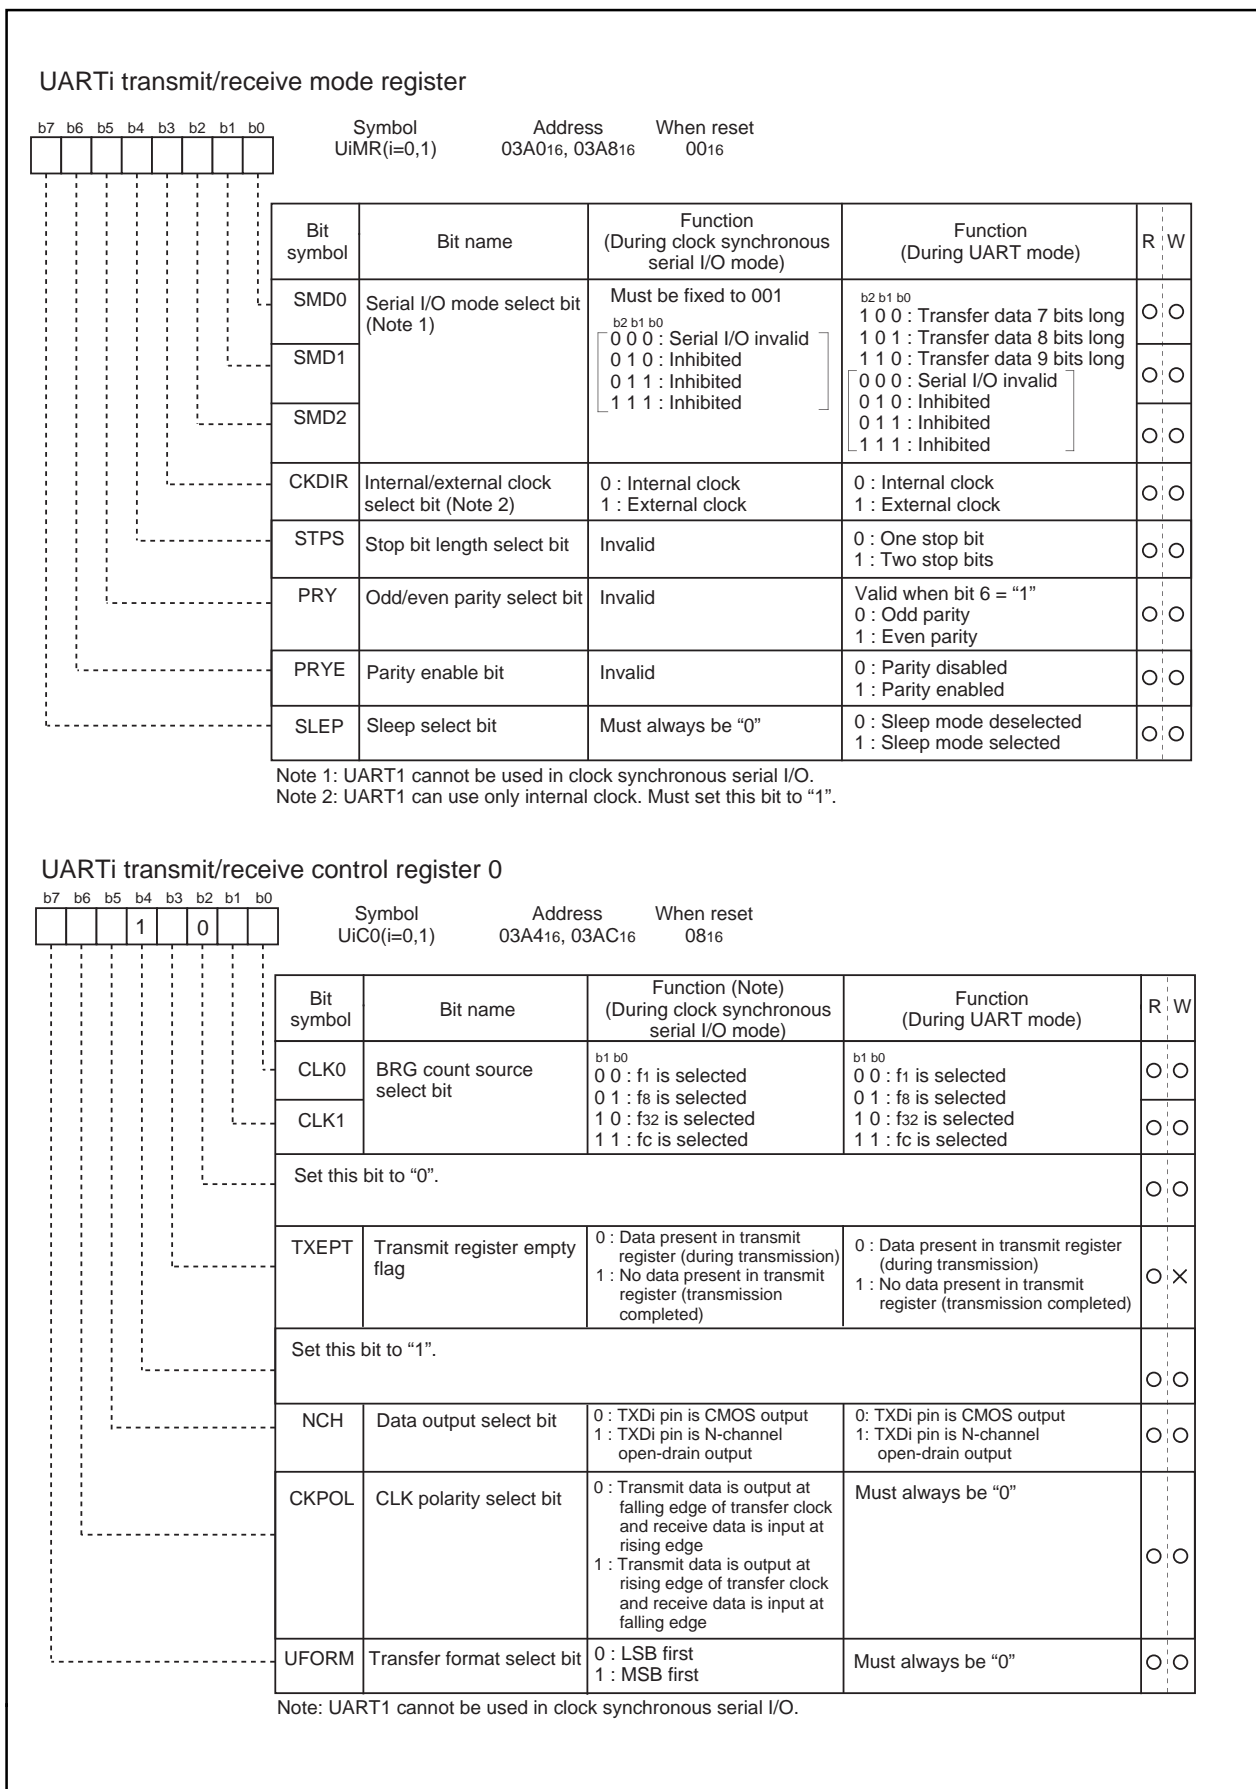 UARTi transmit/receive mode register
b7 b6 b5 b4 b3 b2 b1 b0
Symbol Address When reset
UiMR(i=0,1) 03A016, 03A816 0016
Bit symbol Bit name Function (During clock synchronous serial I/O mode) Function (During UART mode) R W
SMD0 Serial I/O mode select bit (Note 1)
SMD1
SMD2
Must be fixed to 001
b2 b1 b0
0 0 0 : Serial I/O invalid
0 1 0 : Inhibited
0 1 1 : Inhibited
1 1 1 : Inhibited
b2 b1 b0
1 0 0 : Transfer data 7 bits long
1 0 1 : Transfer data 8 bits long
1 1 0 : Transfer data 9 bits long
0 0 0 : Serial I/O invalid
0 1 0 : Inhibited
0 1 1 : Inhibited
1 1 1 : Inhibited
CKDIR Internal/external clock select bit (Note 2)
0 : Internal clock
1 : External clock
0 : Internal clock
1 : External clock
STPS Stop bit length select bit Invalid
0 : One stop bit
1 : Two stop bits
PRY Odd/even parity select bit Invalid
Valid when bit 6 = “1”
0 : Odd parity
1 : Even parity
PRYE Parity enable bit Invalid
0 : Parity disabled
1 : Parity enabled
SLEP Sleep select bit Must always be “0”
0 : Sleep mode deselected
1 : Sleep mode selected
Note 1: UART1 cannot be used in clock synchronous serial I/O.
Note 2: UART1 can use only internal clock. Must set this bit to “1”.
UARTi transmit/receive control register 0
b7 b6 b5 b4 b3 b2 b1 b0
1 0
Symbol Address When reset
UiC0(i=0,1) 03A416, 03AC16 0816
Bit symbol Bit name Function (Note) (During clock synchronous serial I/O mode) Function (During UART mode) R W
CLK0 BRG count source select bit
CLK1
b1 b0
0 0 : f1 is selected
0 1 : f8 is selected
1 0 : f32 is selected
1 1 : fc is selected
b1 b0
0 0 : f1 is selected
0 1 : f8 is selected
1 0 : f32 is selected
1 1 : fc is selected
Set this bit to “0”.
TXEPT Transmit register empty flag
0 : Data present in transmit
register (during transmission)
1 : No data present in transmit
register (transmission
completed)
0 : Data present in transmit register
(during transmission)
1 : No data present in transmit
register (transmission completed)
Set this bit to “1”.
NCH Data output select bit
0 : TXDi pin is CMOS output
1 : TXDi pin is N-channel
open-drain output
0: TXDi pin is CMOS output
1: TXDi pin is N-channel
open-drain output
CKPOL CLK polarity select bit
0 : Transmit data is output at
falling edge of transfer clock
and receive data is input at
rising edge
1 : Transmit data is output at
rising edge of transfer clock
and receive data is input at
falling edge
Must always be “0”
UFORM Transfer format select bit
0 : LSB first
1 : MSB first
Must always be “0”
Note: UART1 cannot be used in clock synchronous serial I/O.